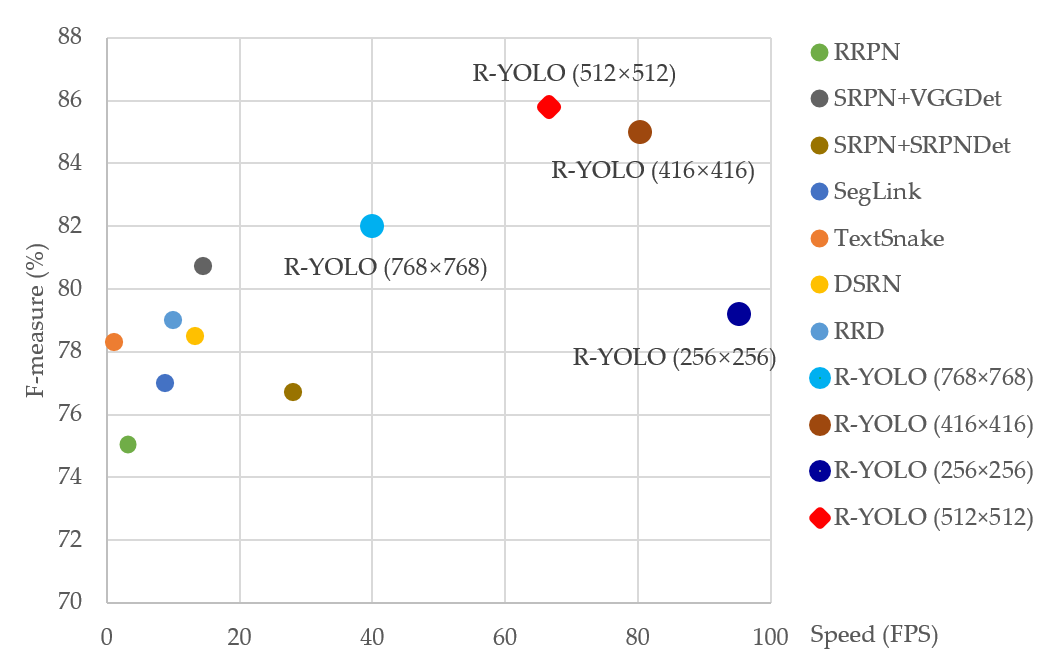 88
86
84
82
80
78
76
74
72
70
F-measure (%)
0
20
40
60
80
100
Speed (FPS)
R-YOLO (512×512)
R-YOLO (416×416)
R-YOLO (768×768)
R-YOLO (256×256)
RRPN
SRPN+VGGDet
SRPN+SRPNDet
SegLink
TextSnake
DSRN
RRD
R-YOLO (768×768)
R-YOLO (416×416)
R-YOLO (256×256)
R-YOLO (512×512)